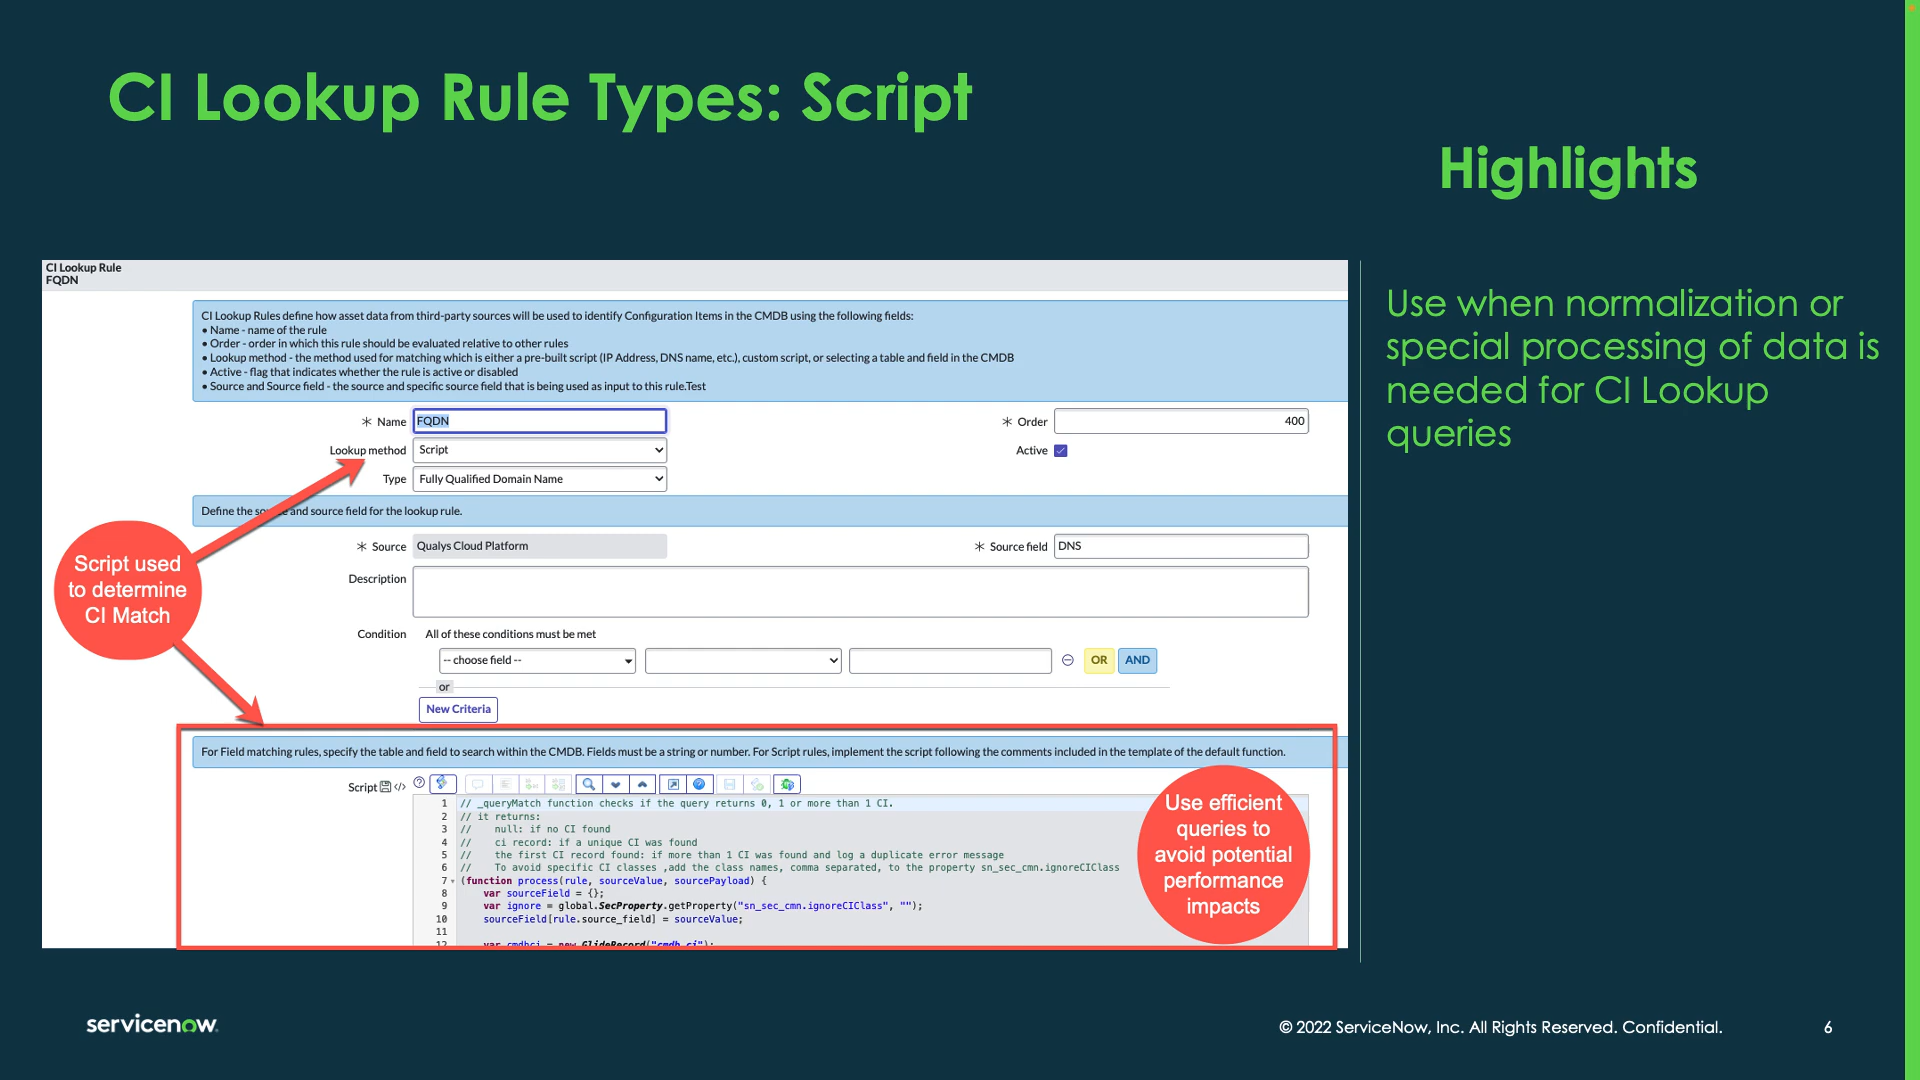 CI Lookup Rule Types: Script
Highlights
CI Lookup Rule
FQDN
CI Lookup Rules define how asset data from third-party sources will be used to identify Configuration Items in the CMDB using the following fields:
• Name - name of the rule
• Order - order in which this rule should be evaluated relative to other rules
• Lookup method - the method used for matching which is either a pre-built script (IP Address, DNS name, etc.), custom script, or selecting a table and field in the CMDB
• Active - flag that indicates whether the rule is active or disabled
• Source and Source field - the source and specific source field that is being used as input to this rule.Test
Name FQDN
Order 400
Lookup method Script
Active
Type Fully Qualified Domain Name
Define the source and source field for the lookup rule.
Source Qualys Cloud Platform
Source field DNS
Description
Condition All of these conditions must be met
-- choose field --
OR AND
or
New Criteria
For Field matching rules, specify the table and field to search within the CMDB. Fields must be a string or number. For Script rules, implement the script following the comments included in the template of the default function.
Script
1 // _queryMatch function checks if the query returns 0, 1 or more than 1 CI.
2 // it returns:
3 // null: if no CI found
4 // ci record: if a unique CI was found
5 // the first CI record found: if more than 1 CI was found and log a duplicate error message
6 // To avoid specific CI classes ,add the class names, comma separated, to the property sn_sec_cmn.ignoreCIClass
7 (function process(rule, sourceValue, sourcePayload) {
8 var sourceField = {};
9 var ignore = global.SecProperty.getProperty("sn_sec_cmn.ignoreCIClass", "");
10 sourceField[rule.source_field] = sourceValue;
11
12 var cmdbci = new GlideRecord("cmdb_ci");
Script used
to determine
CI Match
Use efficient
queries to
avoid potential
performance
impacts
Use when normalization or
special processing of data is
needed for CI Lookup
queries
servicenow
© 2022 ServiceNow, Inc. All Rights Reserved. Confidential.
6